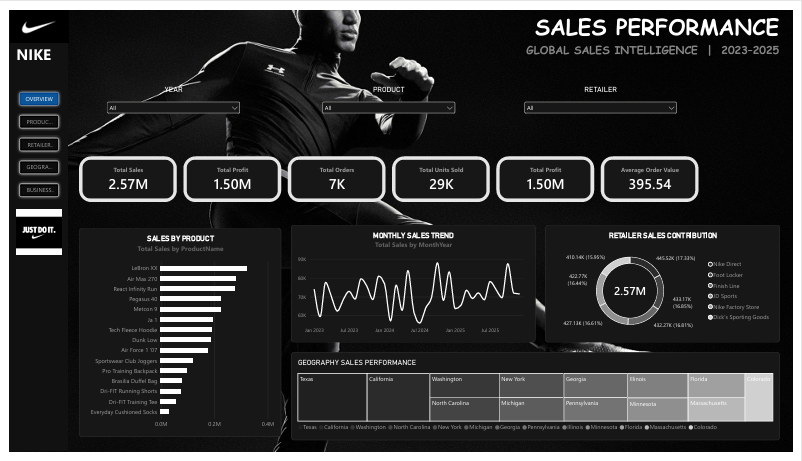 NIKE
SALES PERFORMANCE
GLOBAL SALES INTELLIGENCE | 2023-2025
OVERVIEW
PRODUC...
RETAILER..
GEOGRA...
BUSINESS..
JUST DO IT.
YEAR
All
PRODUCT
All
RETAILER
All
Total Sales
2.57M
Total Profit
1.50M
Total Orders
7K
Total Units Sold
29K
Total Profit
1.50M
Average Order Value
395.54
SALES BY PRODUCT
Total Sales by ProductName
LeBron XX
Air Max 270
React Infinity Run
Pegasus 40
Metcon 9
Ja 1
Tech Fleece Hoodie
Dunk Low
Air Force 1 '07
Sportswear Club Joggers
Pro Training Backpack
Brasilia Duffel Bag
Dri-FIT Running Shorts
Dri-FIT Training Tee
Everyday Cushioned Socks
0.0M 0.2M 0.4M
MONTHLY SALES TREND
Total Sales by MonthYear
90K
80K
70K
60K
Jan 2023 Jul 2023 Jan 2024 Jul 2024 Jan 2025 Jul 2025
RETAILER SALES CONTRIBUTION
410.14K (15.95%)
445.52K (17.33%)
422.77K
(16.44%)
2.57M
433.17K
(16.85%)
427.13K (16.61%)
432.27K (16.81%)
Nike Direct
Foot Locker
Finish Line
JD Sports
Nike Factory Store
Dick's Sporting Goods
GEOGRAPHY SALES PERFORMANCE
Texas California Washington New York Georgia Illinois Florida Colorado
North Carolina Michigan Pennsylvania Minnesota Massachusetts
Texas California Washington North Carolina New York Michigan Georgia Pennsylvania Illinois Minnesota Florida Massachusetts Colorado